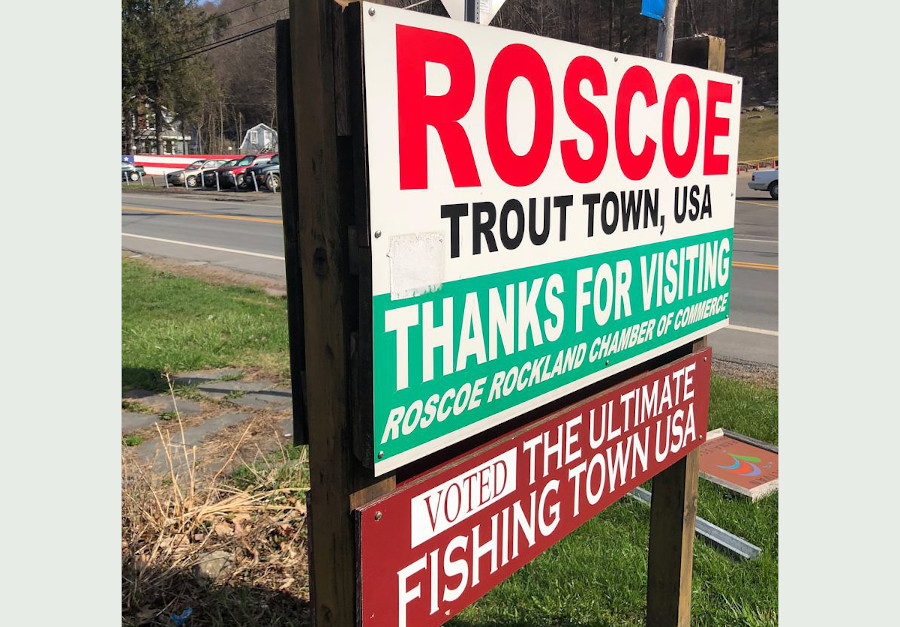 ROSCOE
TROUT TOWN, USA
THANKS FOR VISITING
ROSCOE ROCKLAND CHAMBER OF COMMERCE
VOTED THE ULTIMATE
FISHING TOWN USA